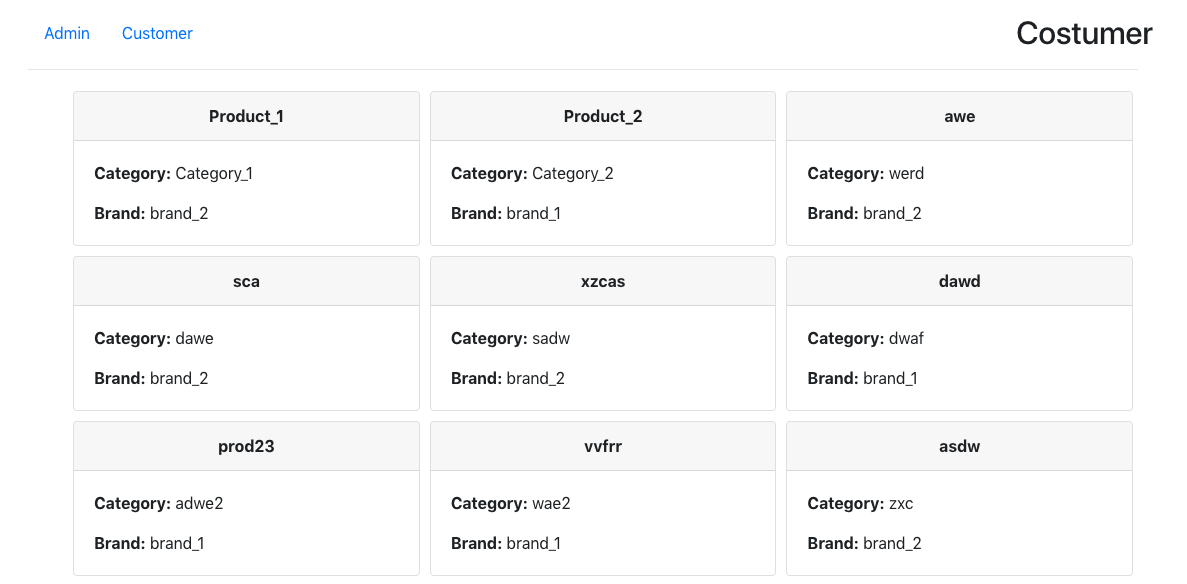 Admin Customer Costumer
Product_1 Product_2 awe
Category: Category_1 Category: Category_2 Category: werd
Brand: brand_2 Brand: brand_1 Brand: brand_2
sca xzcas dawd
Category: dawe Category: sadw Category: dwaf
Brand: brand_2 Brand: brand_2 Brand: brand_1
prod23 vvfrr asdw
Category: adwe2 Category: wae2 Category: zxc
Brand: brand_1 Brand: brand_1 Brand: brand_2